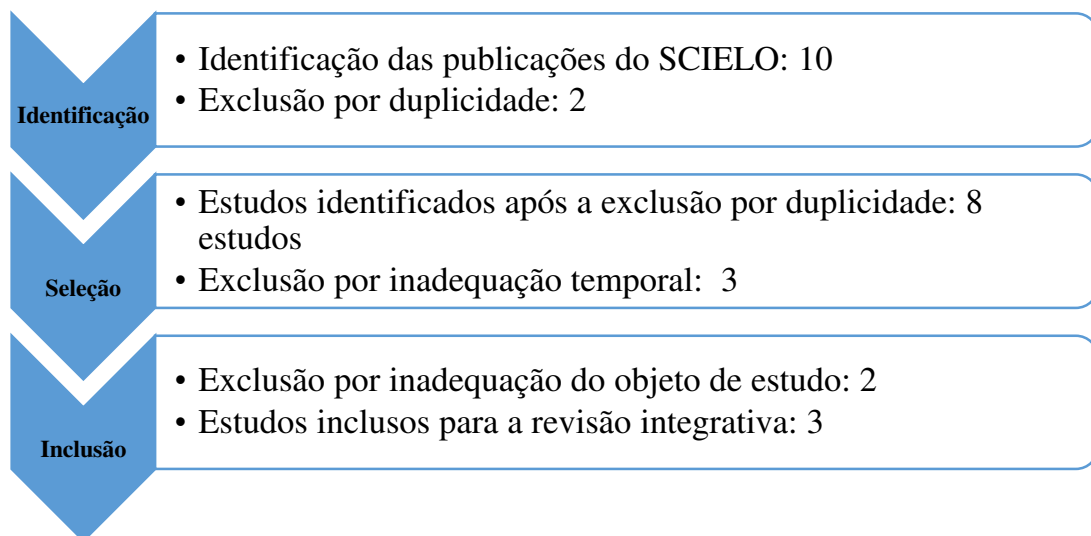 Identificação
• Identificação das publicações do SCIELO: 10
• Exclusão por duplicidade: 2
Seleção
• Estudos identificados após a exclusão por duplicidade: 8
estudos
• Exclusão por inadequação temporal: 3
Inclusão
• Exclusão por inadequação do objeto de estudo: 2
• Estudos inclusos para a revisão integrativa: 3